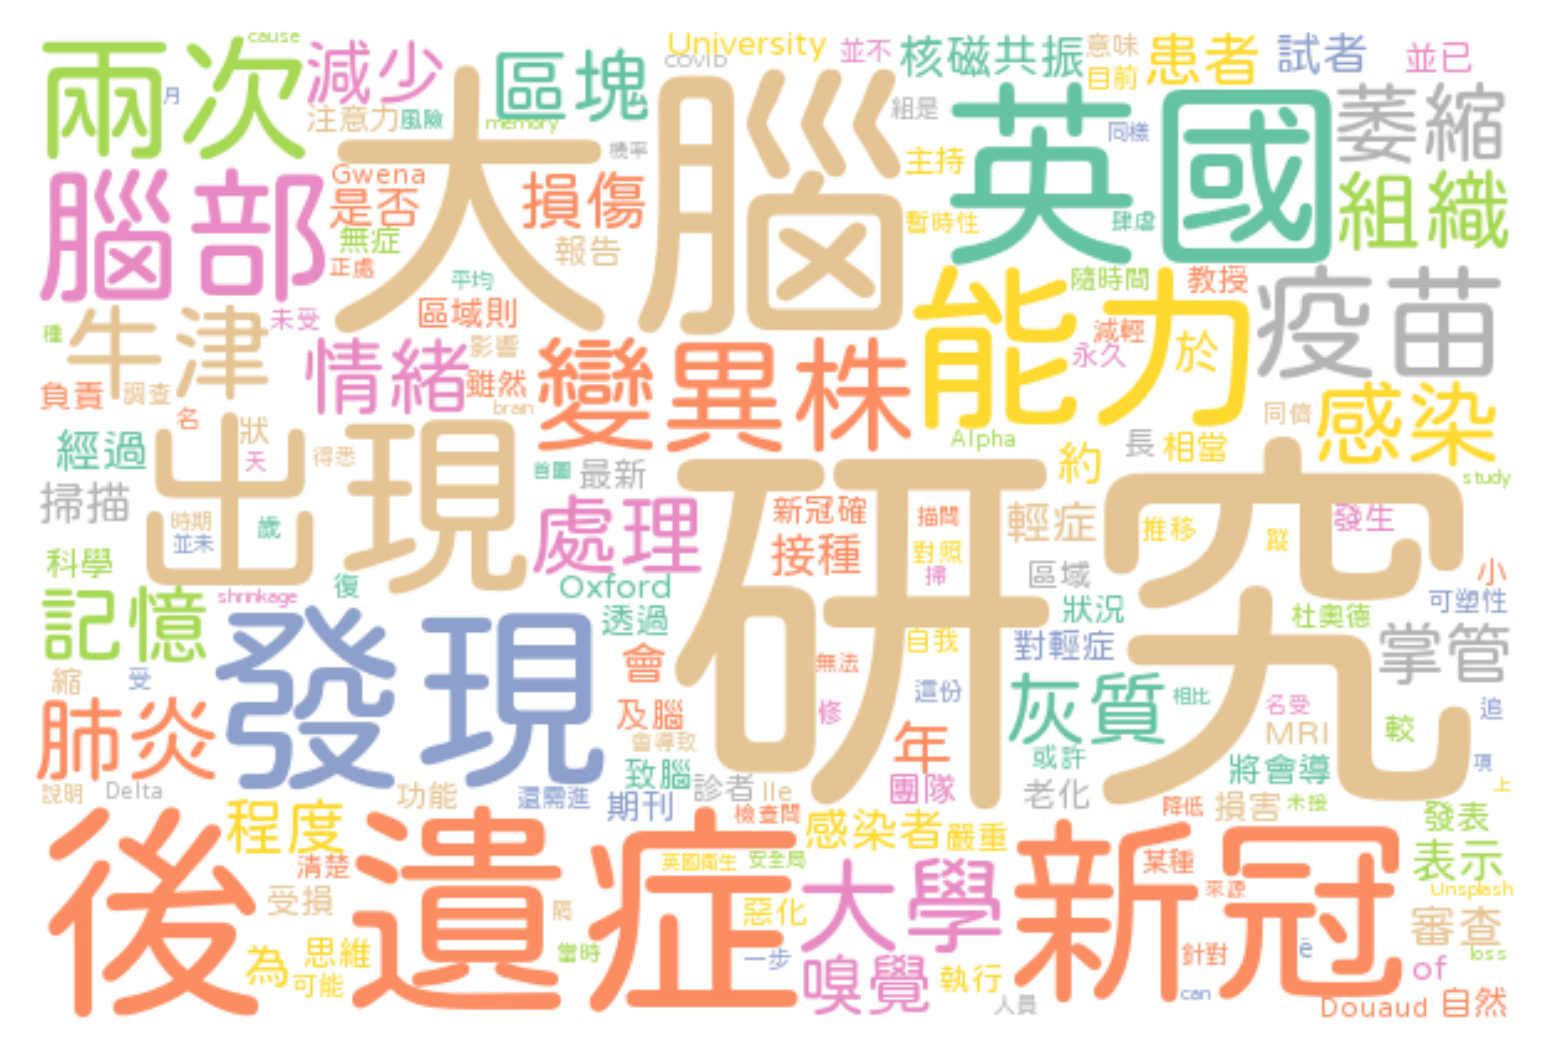 cause
University
並不
核磁共振
意味
患者
試者
並已
兩次
月
減少
區塊
covid
目前
注意力
風險
memory
大腦
組是
英國
同樣
萎縮
機率
主持
腦部
Gwena
是否
損傷
暫時性
肆虐
組織
無症
報告
正處
平均
隨時間
教授
疫苗
種
牛津
未受
區域則
能力
減輕
永久
於
情緒
影響
變異株
雖然
負責
調查
brain
名
同倍
感染
經過
狀
天
得悉
出現
Alpha
首圖
最新
約
長
相當
study
掃描
時期
並未
歲
處理
研究
新冠確
描間
輕症
推移
發生
蹤
接種
對照
掃
科學
復
Oxford
區域
小
可塑性
記憶
shrinkage
透過
狀況
杜奧德
發現
自我
對輕症
掌管
會
無法
縮
受
這份
灰質
相比
肺炎
及腦
修
名受
追
會導致
年
MRI
較
或許
致腦
將會導
項
說明
Delta
功能
還需進
期刊
診者
lle
團隊
老化
損害
未接
上
降低
檢查間
程度
感染者
嚴重
發表
後遺症
清楚
英國衛生
安全局
新冠
某種
表示
受損
大學
來源
Unsplash
隔
惡化
審查
為
思維
當時
一步
嗅覺
執行
針對
ë
loss
of
可能
can
人員
Douaud
自然